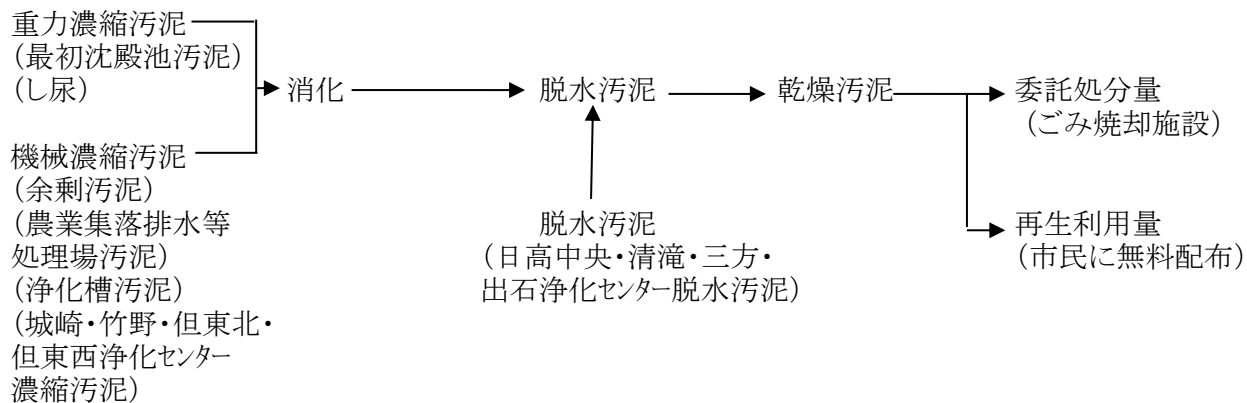 重力濃縮汚泥
（最初沈殿池汚泥）
（し尿）
機械濃縮汚泥
（余剰汚泥）
（農業集落排水等
処理場汚泥）
（浄化槽汚泥）
（城崎・竹野・但東北・
但東西浄化センター
濃縮汚泥）
消化
脱水汚泥
脱水汚泥
（日高中央・清滝・三方・
出石浄化センター脱水汚泥）
乾燥汚泥
委託処分量
（ごみ焼却施設）
再生利用量
（市民に無料配布）